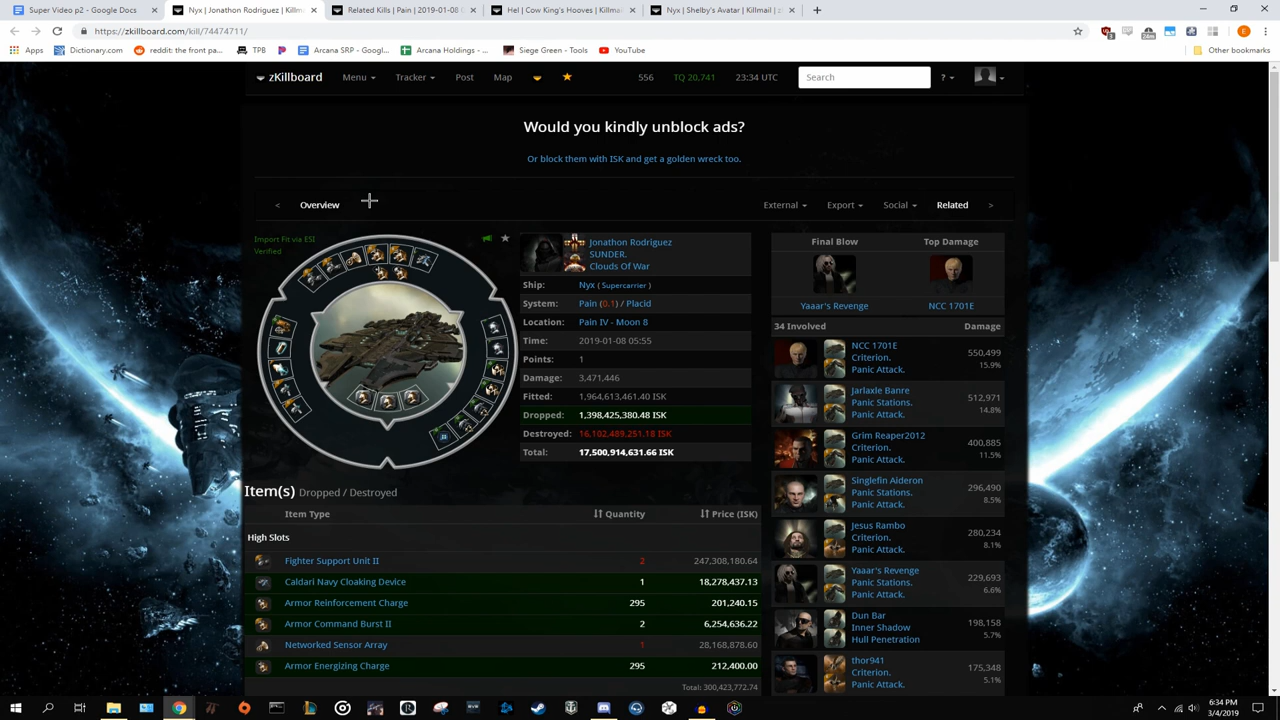 Super Video p2 - Google Docs
Nyx | Jonathon Rodriguez | Killm
Related Kills | Pain | 2019-01-08 0
Hel | Cow King's Hooves | Killmai
Nyx | Shelby's Avatar | Killmail | z
https://zkillboard.com/kill/74474711/
Apps
Dictionary.com
reddit: the front pa...
TPB
Arcana SRP - Googl...
Arcana Holdings - ...
Siege Green - Tools
YouTube
Other bookmarks
zKillboard
Menu
Tracker
Post
Map
556
TQ 20,741
23:34 UTC
Search
?
Would you kindly unblock ads?
Or block them with ISK and get a golden wreck too.
< Overview
External
Export
Social
Related >
Import Fit via ESI
Verified
Jonathon Rodriguez
SUNDER.
Clouds Of War
Ship: Nyx ( Supercarrier )
System: Pain (0.1) / Placid
Location: Pain IV - Moon 8
Time: 2019-01-08 05:55
Points: 1
Damage: 3,471,446
Fitted: 1,964,613,461.40 ISK
Dropped: 1,398,425,380.48 ISK
Destroyed: 16,102,489,251.18 ISK
Total: 17,500,914,631.66 ISK
Final Blow Top Damage
Yaaar's Revenge NCC 1701E
34 Involved Damage
NCC 1701E 550,499
Criterion. 15.9%
Panic Attack.
Jarlaxle Banre 512,971
Panic Stations. 14.8%
Panic Attack.
Grim Reaper2012 400,885
Criterion. 11.5%
Panic Attack.
Singlefin Aideron 296,490
Panic Stations. 8.5%
Panic Attack.
Jesus Rambo 280,234
Criterion. 8.1%
Panic Attack.
Yaaar's Revenge 229,693
Panic Stations. 6.6%
Panic Attack.
Dun Bar 198,158
Inner Shadow 5.7%
Hull Penetration
thor941 175,348
Criterion. 5.1%
Panic Attack.
Item(s) Dropped / Destroyed
Item Type Quantity Price (ISK)
High Slots
Fighter Support Unit II 2 247,308,180.64
Caldari Navy Cloaking Device 1 18,278,437.13
Armor Reinforcement Charge 295 201,240.15
Armor Command Burst II 2 6,254,636.22
Networked Sensor Array 1 28,168,878.60
Armor Energizing Charge 295 212,400.00
Total: 300,423,772.74
6:34 PM
3/4/2019